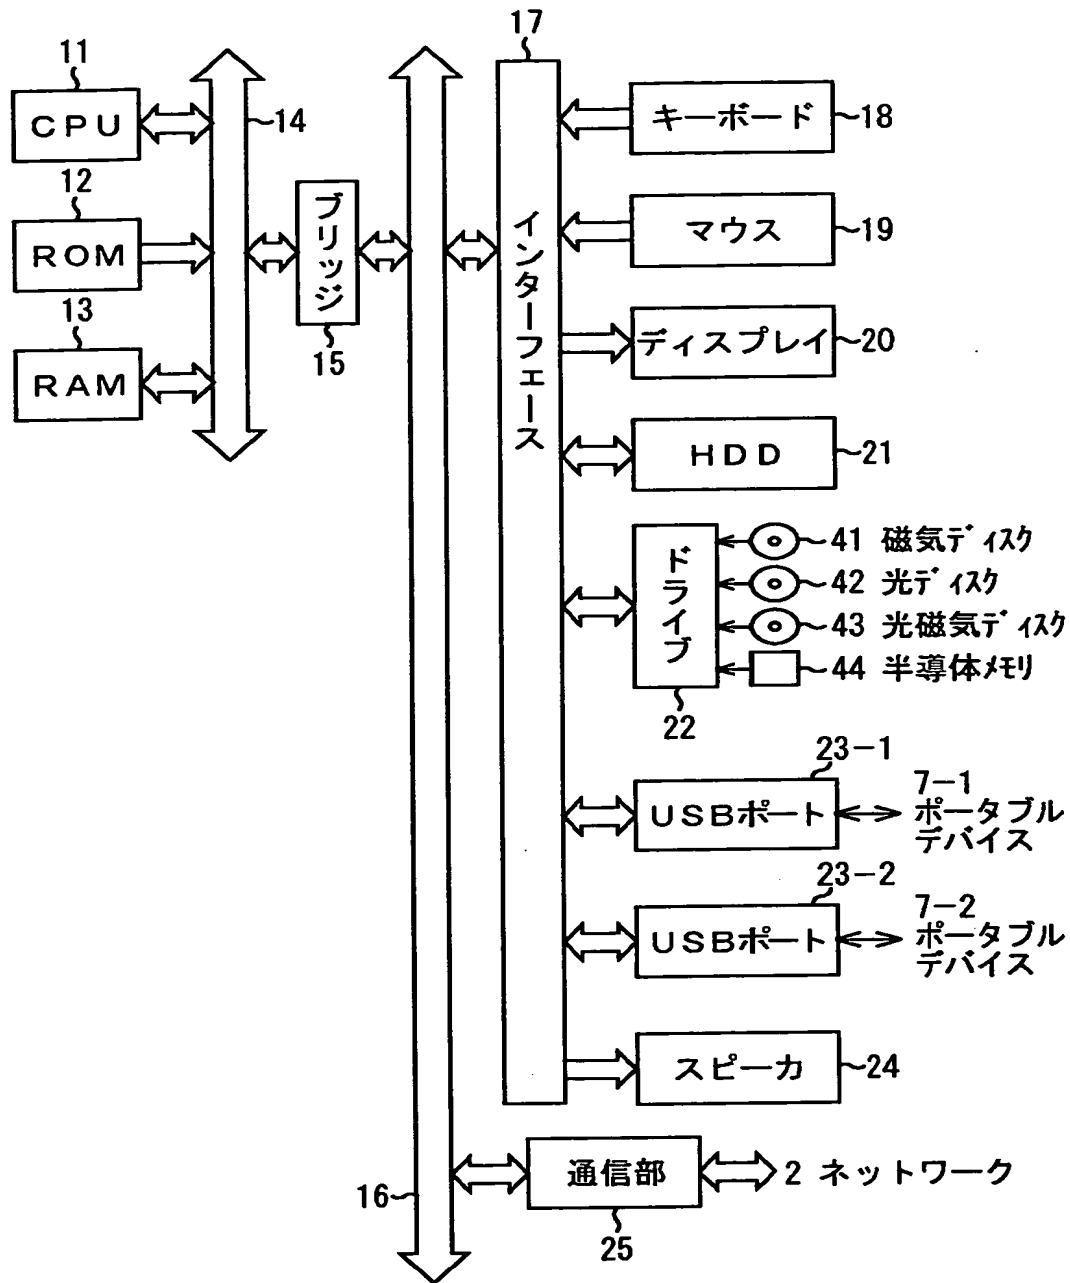 11
CPU
12
ROM
13
RAM
14
ブリッジ
15
16
17
インターフェース
キーボード
18
マウス
19
ディスプレイ
20
HDD
21
ドライブ
22
41 磁気ディスク
42 光ディスク
43 光磁気ディスク
44 半導体メモリ
23-1
USBポート
7-1
ポータブル
デバイス
23-2
USBポート
7-2
ポータブル
デバイス
スピーカ
24
通信部
25
2 ネットワーク